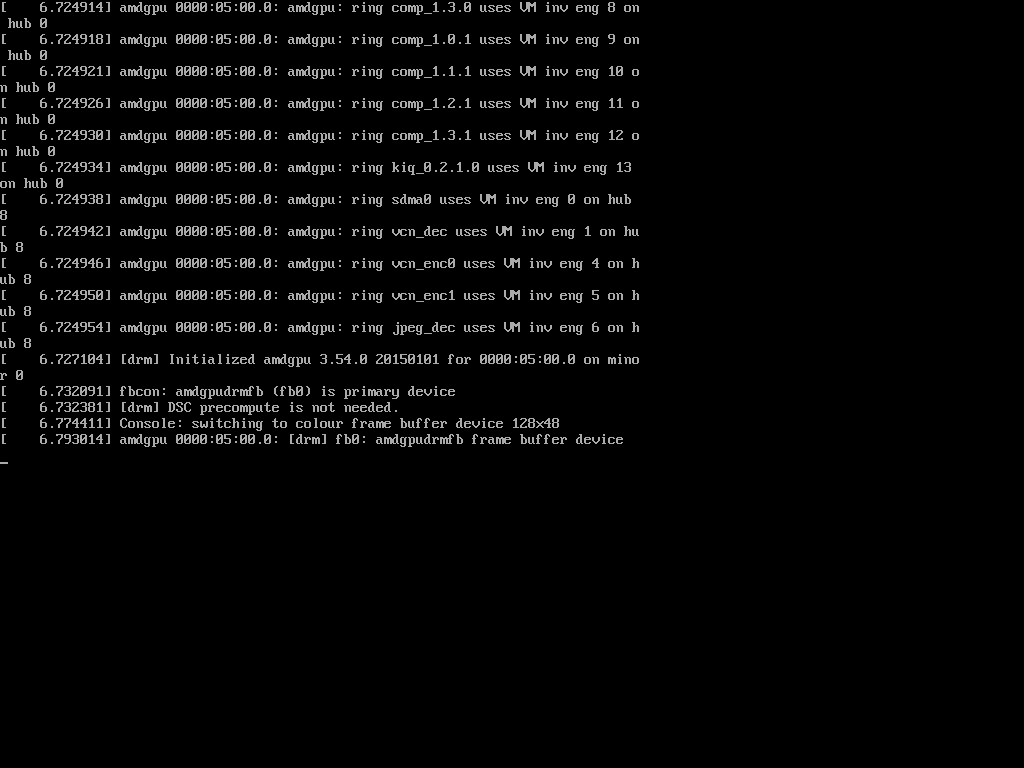 [    6.724914] amdgpu 0000:05:00.0: amdgpu: ring comp_1.3.0 uses VM inv eng 8 on
 hub 0
[    6.724918] amdgpu 0000:05:00.0: amdgpu: ring comp_1.0.1 uses VM inv eng 9 on
 hub 0
[    6.724921] amdgpu 0000:05:00.0: amdgpu: ring comp_1.1.1 uses VM inv eng 10 o
n hub 0
[    6.724926] amdgpu 0000:05:00.0: amdgpu: ring comp_1.2.1 uses VM inv eng 11 o
n hub 0
[    6.724930] amdgpu 0000:05:00.0: amdgpu: ring comp_1.3.1 uses VM inv eng 12 o
n hub 0
[    6.724934] amdgpu 0000:05:00.0: amdgpu: ring kiq_0.2.1.0 uses VM inv eng 13
on hub 0
[    6.724938] amdgpu 0000:05:00.0: amdgpu: ring sdma0 uses VM inv eng 0 on hub
8
[    6.724942] amdgpu 0000:05:00.0: amdgpu: ring vcn_dec uses VM inv eng 1 on hu
b 8
[    6.724946] amdgpu 0000:05:00.0: amdgpu: ring vcn_enc0 uses VM inv eng 4 on h
ub 8
[    6.724950] amdgpu 0000:05:00.0: amdgpu: ring vcn_enc1 uses VM inv eng 5 on h
ub 8
[    6.724954] amdgpu 0000:05:00.0: amdgpu: ring jpeg_dec uses VM inv eng 6 on h
ub 8
[    6.727104] [drm] Initialized amdgpu 3.54.0 20150101 for 0000:05:00.0 on mino
r 0
[    6.732091] fbcon: amdgpudrmfb (fb0) is primary device
[    6.732381] [drm] DSC precompute is not needed.
[    6.774411] Console: switching to colour frame buffer device 128x48
[    6.793014] amdgpu 0000:05:00.0: [drm] fb0: amdgpudrmfb frame buffer device